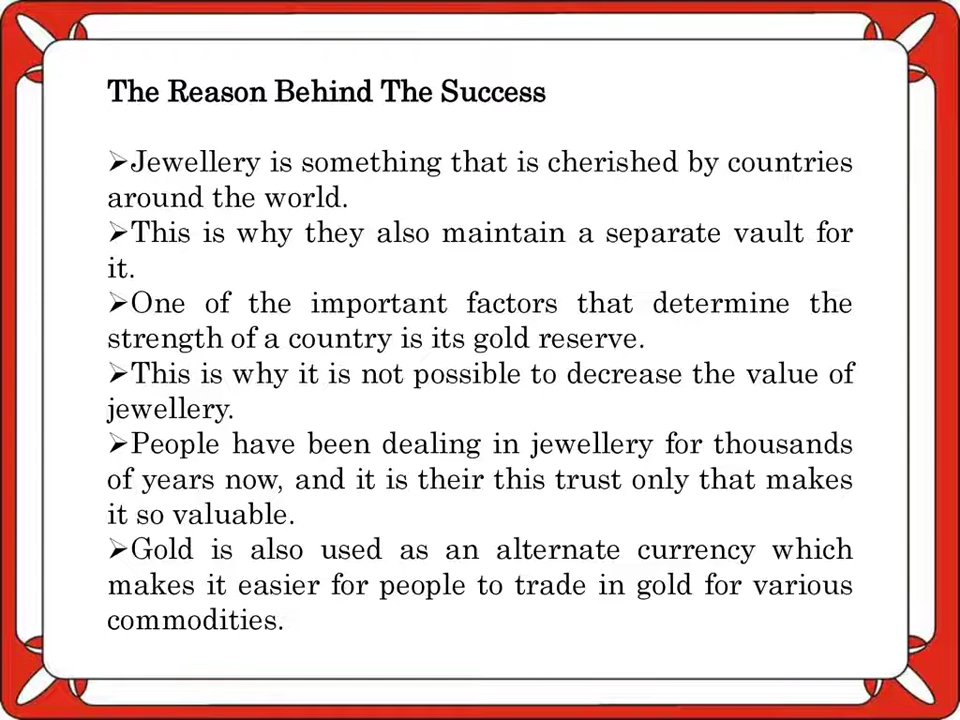 The Reason Behind The Success
➢Jewellery is something that is cherished by countries
around the world.
➢This is why they also maintain a separate vault for
it.
➢One of the important factors that determine the
strength of a country is its gold reserve.
➢This is why it is not possible to decrease the value of
jewellery.
➢People have been dealing in jewellery for thousands
of years now, and it is their this trust only that makes
it so valuable.
➢Gold is also used as an alternate currency which
makes it easier for people to trade in gold for various
commodities.